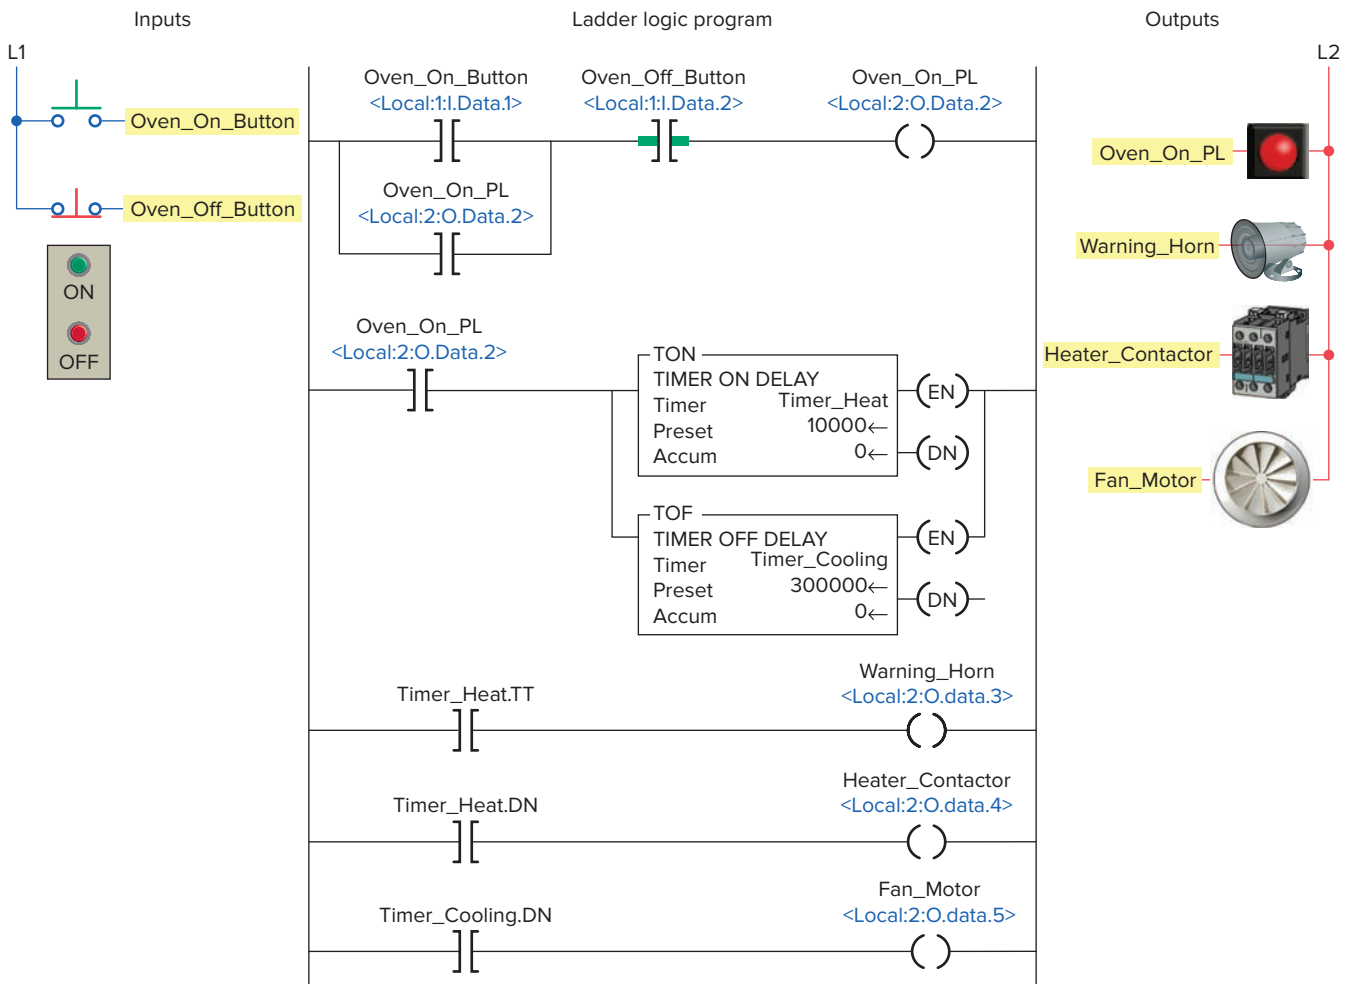 Inputs
Ladder logic program
Outputs
L1
L2
Oven_On_Button
Oven_Off_Button
ON
OFF
Oven_On_Button
<Local:1:I.Data.1>
Oven_Off_Button
<Local:1:I.Data.2>
Oven_On_PL
<Local:2:O.Data.2>
Oven_On_PL
<Local:2:O.Data.2>
Oven_On_PL
<Local:2:O.Data.2>
TON
TIMER ON DELAY
Timer Timer_Heat
Preset 10000←
Accum 0←
EN
DN
TOF
TIMER OFF DELAY
Timer Timer_Cooling
Preset 300000←
Accum 0←
EN
DN
Timer_Heat.TT
Warning_Horn
<Local:2:O.data.3>
Timer_Heat.DN
Heater_Contactor
<Local:2:O.data.4>
Timer_Cooling.DN
Fan_Motor
<Local:2:O.data.5>
Oven_On_PL
Warning_Horn
Heater_Contactor
Fan_Motor